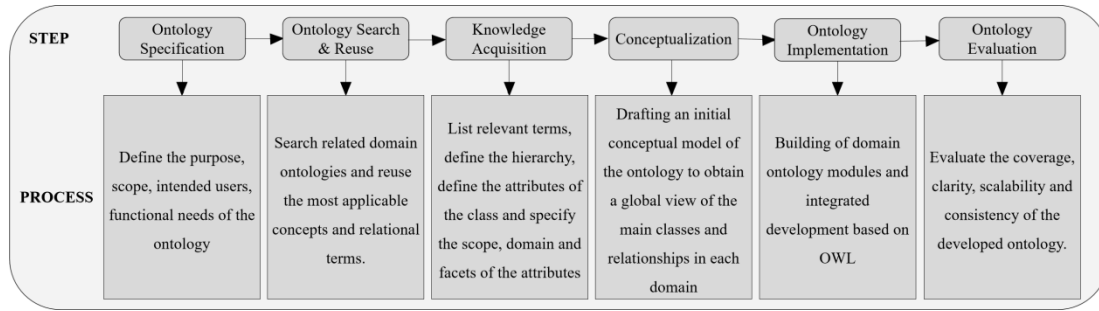 STEP
Ontology
Specification
Ontology Search
& Reuse
Knowledge
Acquisition
Conceptualization
Ontology
Implementation
Ontology
Evaluation
PROCESS
Define the purpose,
scope, intended users,
functional needs of the
ontology
Search related domain
ontologies and reuse
the most applicable
concepts and relational
terms.
List relevant terms,
define the hierarchy,
define the attributes of
the class and specify
the scope, domain and
facets of the attributes
Drafting an initial
conceptual model of
the ontology to obtain
a global view of the
main classes and
relationships in each
domain
Building of domain
ontology modules and
integrated
development based on
OWL
Evaluate the coverage,
clarity, scalability and
consistency of the
developed ontology.